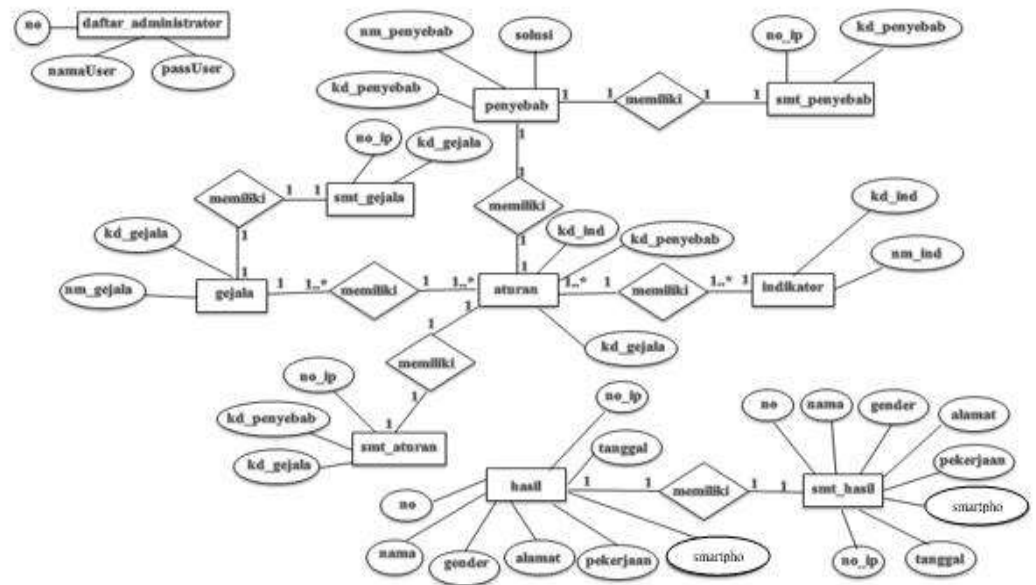 no
daftar_administrator
namaUser
passUser
nm_penyebab
solusi
no_ip
kd_penyebab
kd_penyebab
penyebab
1
1
memiliki
1
1
smt_penyebab
1
1
memiliki
1
1
no_ip
kd_gejala
memiliki
1
1
smt_gejala
1
1
kd_gejala
nm_gejala
gejala
1
1..*
memiliki
1
1..*
aturan
kd_ind
kd_penyebab
kd_gejala
1..*
1
memiliki
1..*
1
indikator
kd_ind
nm_ind
1
1
memiliki
1
1
no_ip
kd_penyebab
kd_gejala
smt_aturan
no_ip
tanggal
hasil
no
nama
gender
alamat
pekerjaan
smartpho
1
1
memiliki
1
1
smt_hasil
no
nama
gender
alamat
pekerjaan
smartpho
no_ip
tanggal